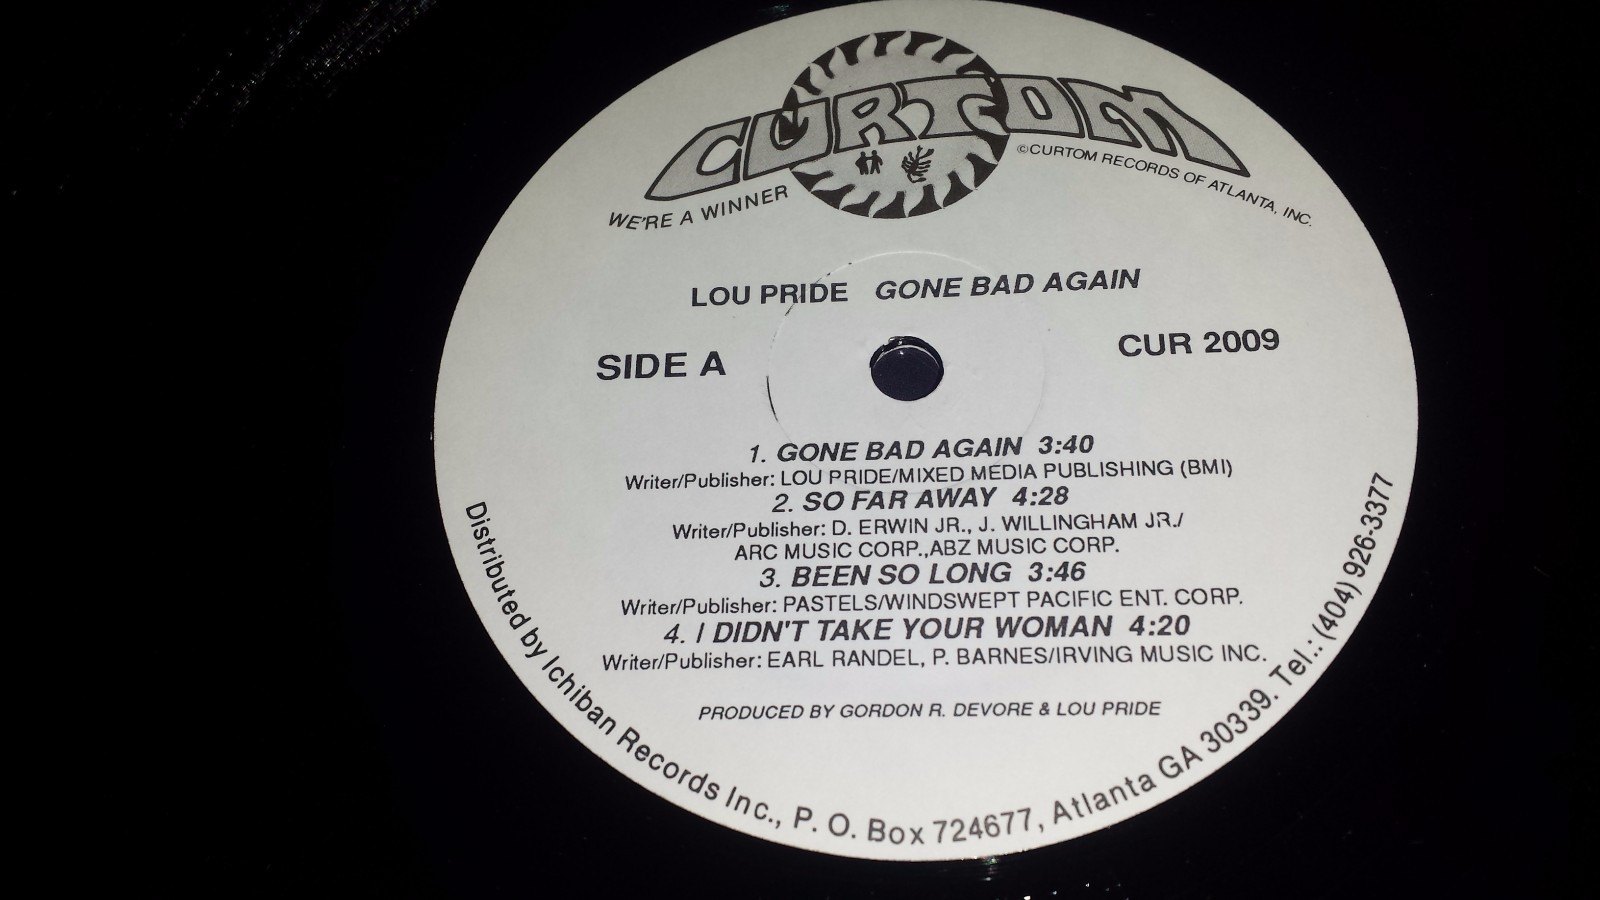 CURTOM
WE'RE A WINNER
©CURTOM RECORDS OF ATLANTA, INC.
LOU PRIDE GONE BAD AGAIN
SIDE A
CUR 2009
1. GONE BAD AGAIN 3:40
Writer/Publisher: LOU PRIDE/MIXED MEDIA PUBLISHING (BMI)
2. SO FAR AWAY 4:28
Writer/Publisher: D. ERWIN JR., J. WILLINGHAM JR./
ARC MUSIC CORP.,ABZ MUSIC CORP.
3. BEEN SO LONG 3:46
Writer/Publisher: PASTELS/WINDSWEPT PACIFIC ENT. CORP.
4. I DIDN'T TAKE YOUR WOMAN 4:20
Writer/Publisher: EARL RANDEL, P. BARNES/IRVING MUSIC INC.
PRODUCED BY GORDON R. DEVORE & LOU PRIDE
Distributed by Ichiban Records Inc., P. O. Box 724677, Atlanta GA 30339. Tel.: (404) 926-3377